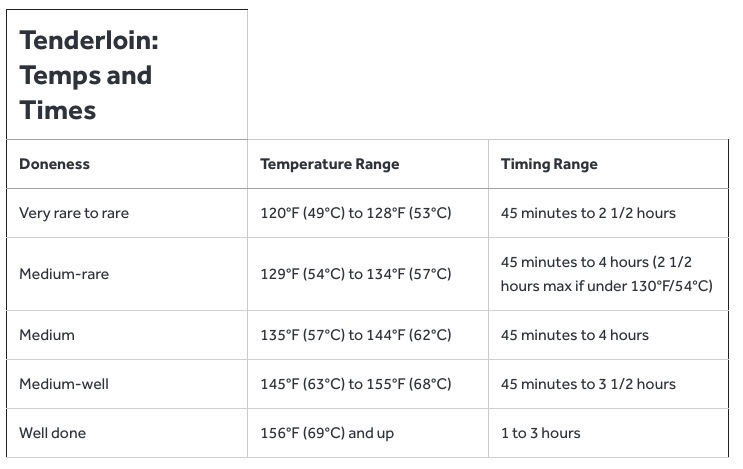 Tenderloin:
Temps and
Times
Doneness
Temperature Range
Timing Range
Very rare to rare
120°F (49°C) to 128°F (53°C)
45 minutes to 2 1/2 hours
Medium-rare
129°F (54°C) to 134°F (57°C)
45 minutes to 4 hours (2 1/2
hours max if under 130°F/54°C)
Medium
135°F (57°C) to 144°F (62°C)
45 minutes to 4 hours
Medium-well
145°F (63°C) to 155°F (68°C)
45 minutes to 3 1/2 hours
Well done
156°F (69°C) and up
1 to 3 hours